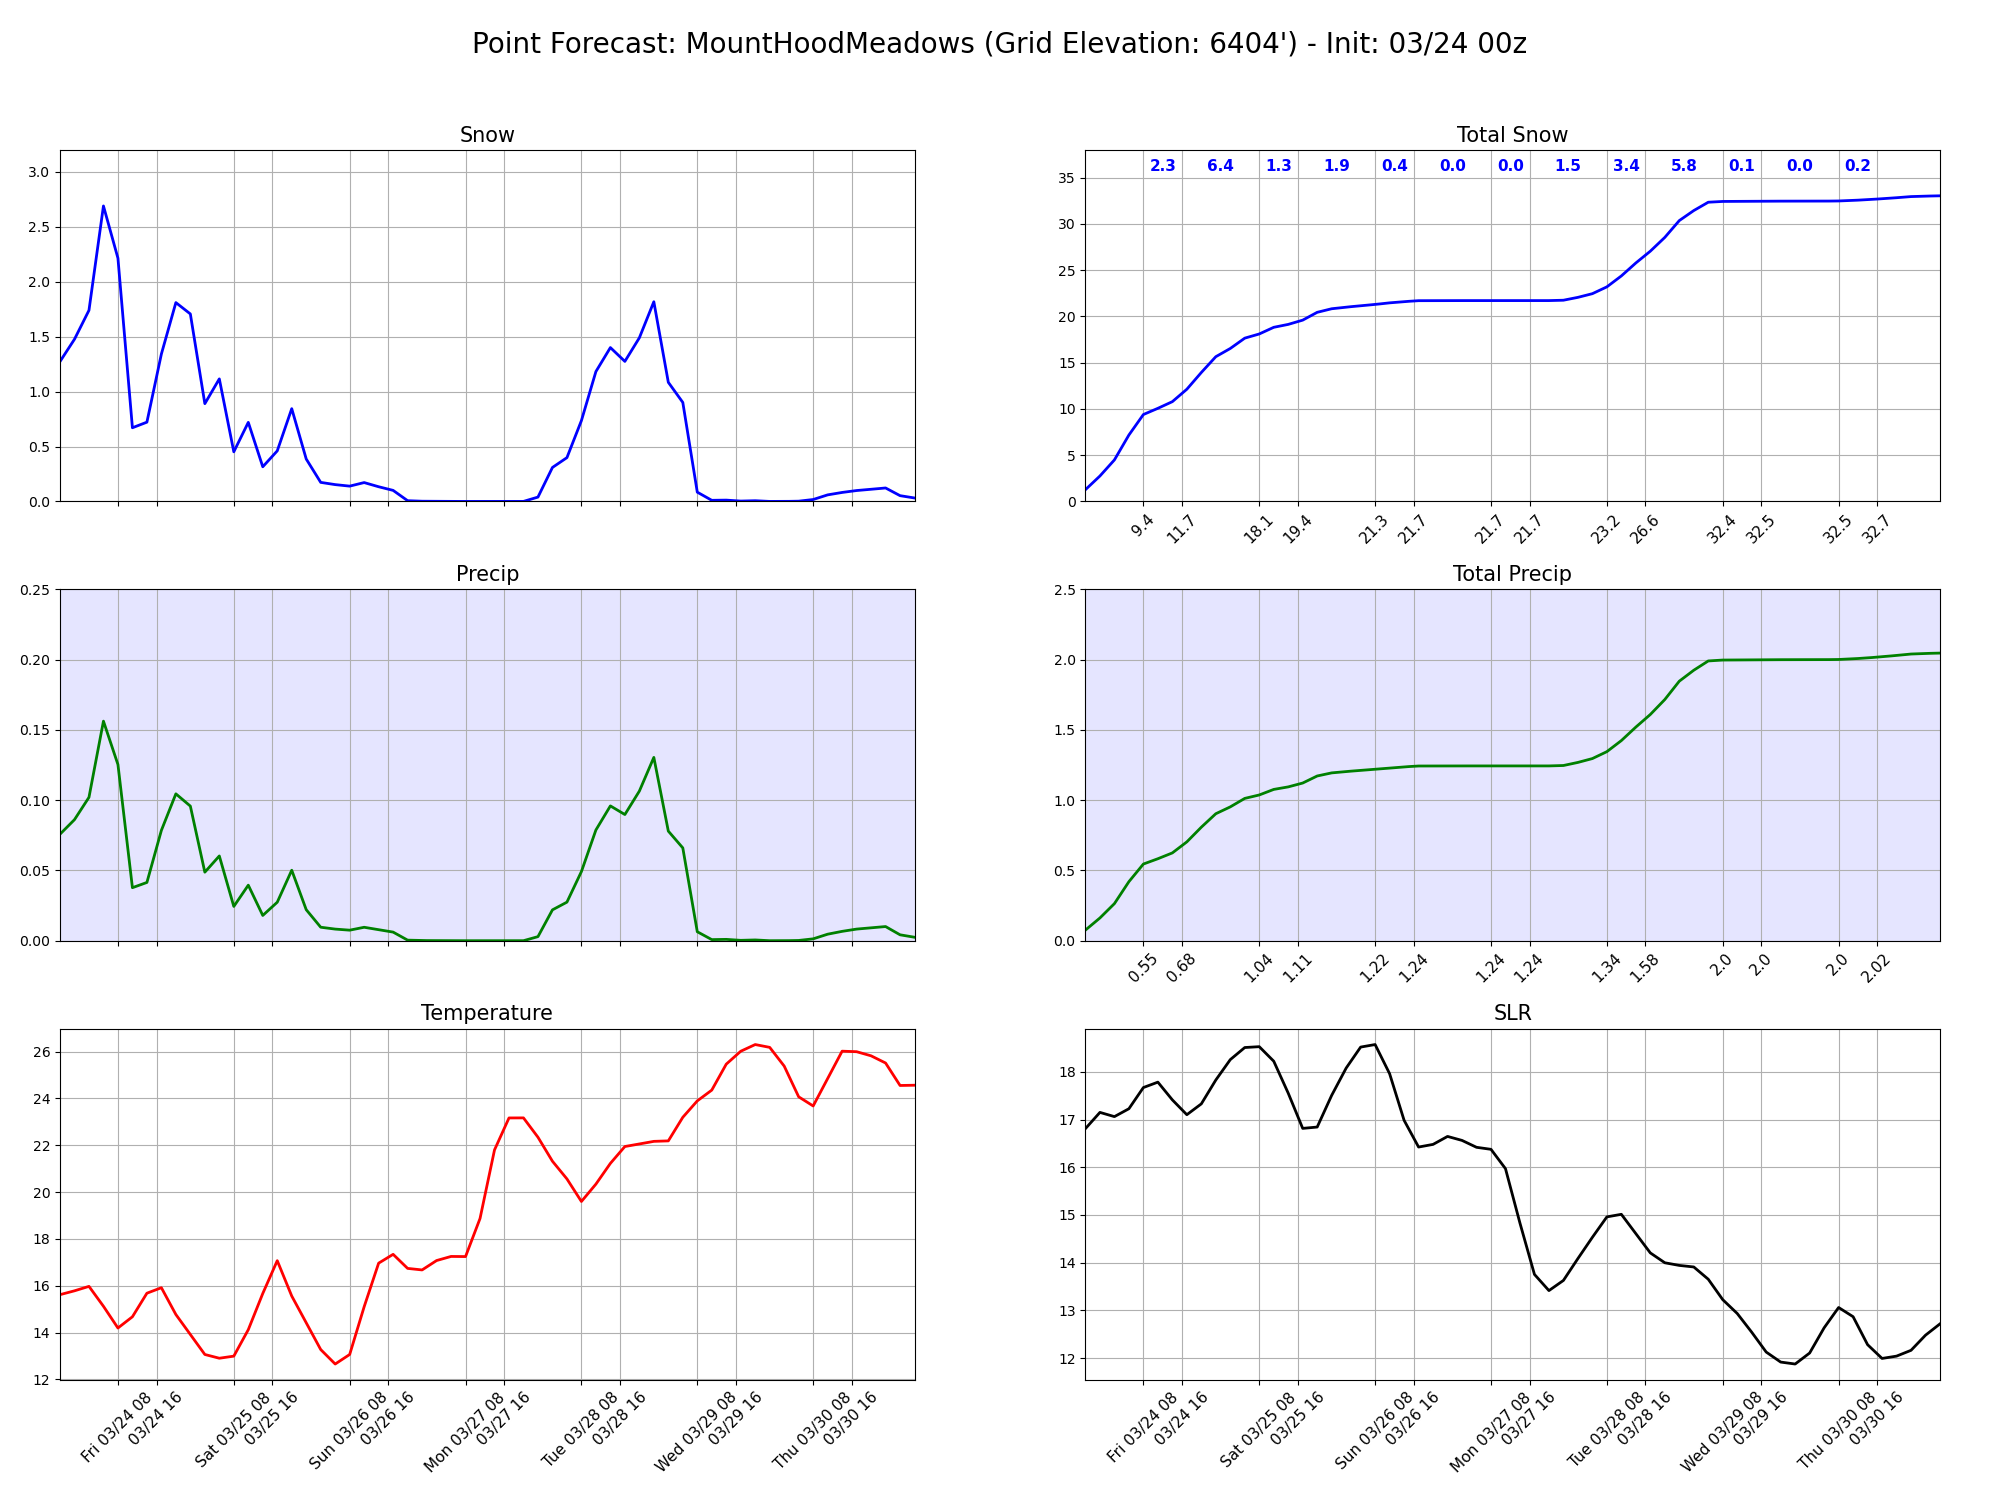 Point Forecast: MountHoodMeadows (Grid Elevation: 6404') - Init: 03/24 00z
Snow
3.0
2.5
2.0
1.5
1.0
0.5
0.0
Total Snow
2.3 6.4 1.3 1.9 0.4 0.0 0.0 1.5 3.4 5.8 0.1 0.0 0.2
35
30
25
20
15
10
5
0
9.4 11.7 18.1 19.4 21.3 21.7 21.7 21.7 23.2 26.6 32.4 32.5 32.5 32.7
Precip
0.25
0.20
0.15
0.10
0.05
0.00
Total Precip
2.5
2.0
1.5
1.0
0.5
0.0
0.55 0.68 1.04 1.11 1.22 1.24 1.24 1.24 1.34 1.58 2.0 2.0 2.0 2.02
Temperature
26
24
22
20
18
16
14
12
Fri 03/24 08
03/24 16
Sat 03/25 08
03/25 16
Sun 03/26 08
03/26 16
Mon 03/27 08
03/27 16
Tue 03/28 08
03/28 16
Wed 03/29 08
03/29 16
Thu 03/30 08
03/30 16
SLR
18
17
16
15
14
13
12
Fri 03/24 08
03/24 16
Sat 03/25 08
03/25 16
Sun 03/26 08
03/26 16
Mon 03/27 08
03/27 16
Tue 03/28 08
03/28 16
Wed 03/29 08
03/29 16
Thu 03/30 08
03/30 16